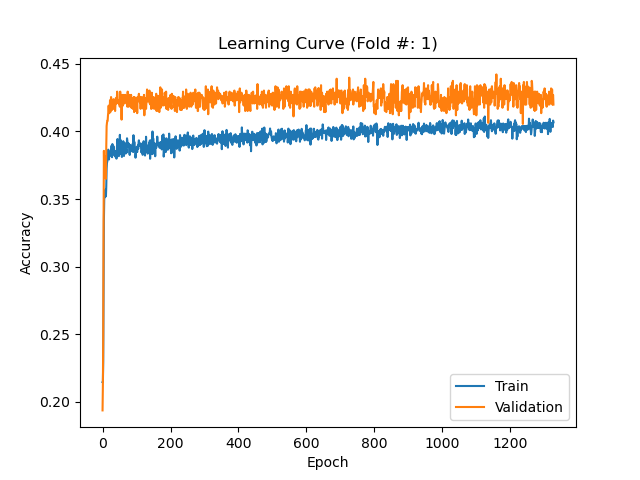 Learning Curve (Fold #: 1)
0.45
0.40
0.35
0.30
0.25
0.20
Accuracy
0 200 400 600 800 1000 1200
Epoch
Train
Validation